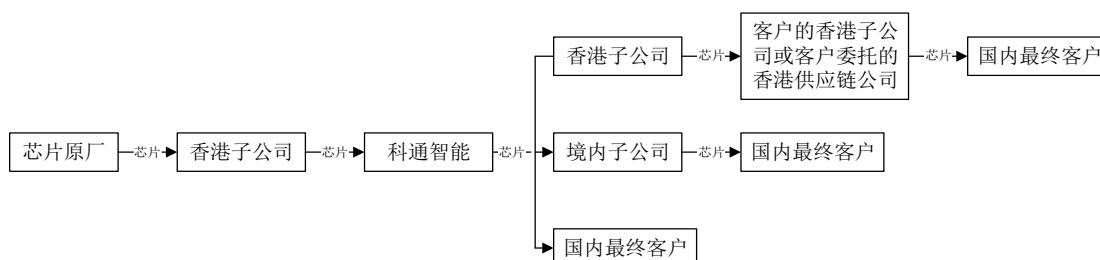 香港子公司
芯片
客户的香港子公
司或客户委托的
香港供应链公司
芯片
国内最终客户
芯片原厂
芯片
香港子公司
芯片
科通智能
芯片
境内子公司
芯片
国内最终客户
国内最终客户